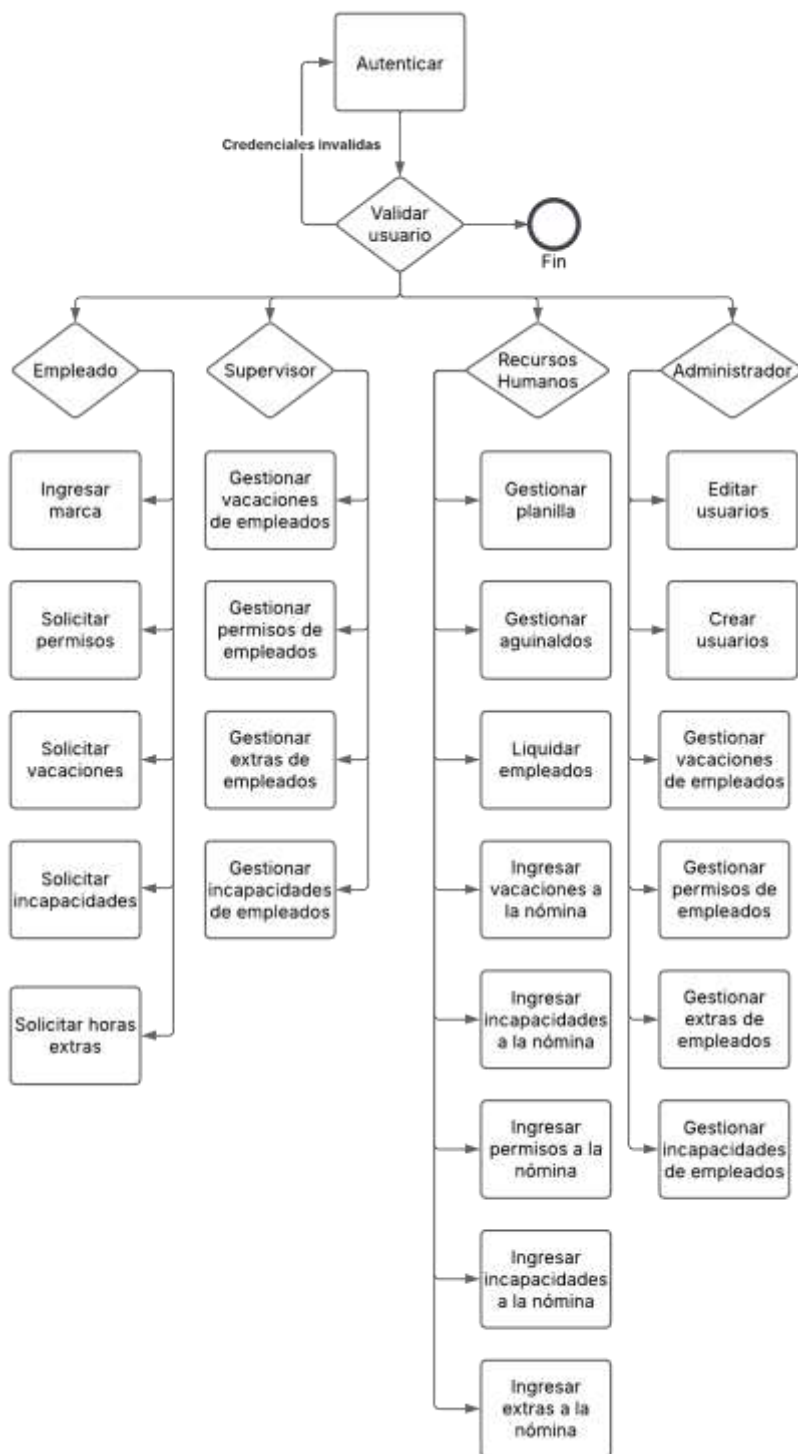 Autenticar
Credenciales invalidas
Validar
usuario
Fin
Empleado
Supervisor
Recursos
Humanos
Administrador
Ingresar
marca
Gestionar
vacaciones
de empleados
Gestionar
planilla
Editar
usuarios
Solicitar
permisos
Gestionar
permisos de
empleados
Gestionar
aguinaldos
Crear
usuarios
Solicitar
vacaciones
Gestionar
extras de
empleados
Liquidar
empleados
Gestionar
vacaciones
de empleados
Solicitar
incapacidades
Gestionar
incapacidades
de empleados
Ingresar
vacaciones a
la nómina
Gestionar
permisos de
empleados
Solicitar horas
extras
Ingresar
incapacidades
a la nómina
Gestionar
extras de
empleados
Ingresar
permisos a la
nómina
Gestionar
incapacidades
de empleados
Ingresar
incapacidades
a la nómina
Ingresar
extras a la
nómina